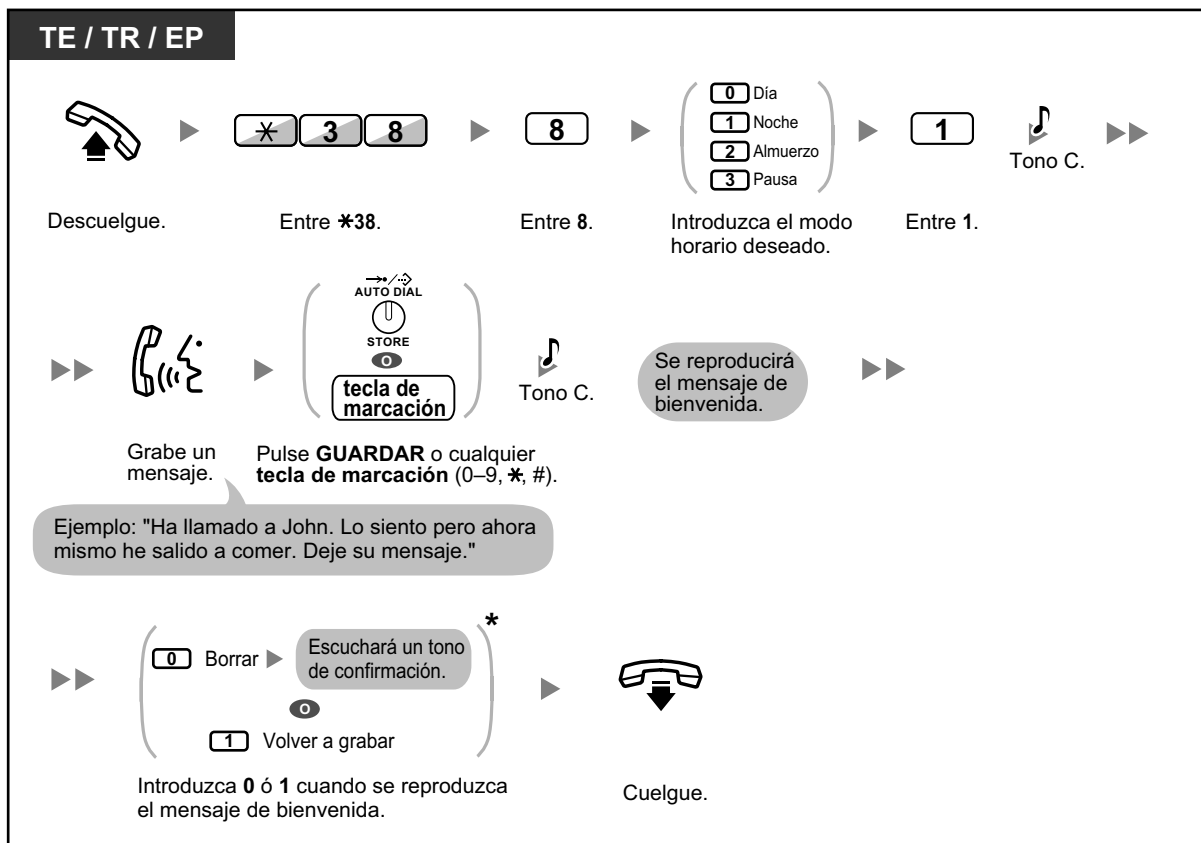 TE / TR / EP
0 Día
1 Noche
2 Almuerzo
3 Pausa
* 3 8
8
1
Tono C.
Descuelgue.
Entre *38.
Entre 8.
Introduzca el modo
horario deseado.
Entre 1.
AUTO DIAL
STORE
O
tecla de
marcación
Tono C.
Se reproducirá
el mensaje de
bienvenida.
Grabe un
mensaje.
Pulse GUARDAR o cualquier
tecla de marcación (0–9, *, #).
Ejemplo: "Ha llamado a John. Lo siento pero ahora
mismo he salido a comer. Deje su mensaje."
*
0 Borrar
Escuchará un tono
de confirmación.
O
1 Volver a grabar
Introduzca 0 ó 1 cuando se reproduzca
el mensaje de bienvenida.
Cuelgue.